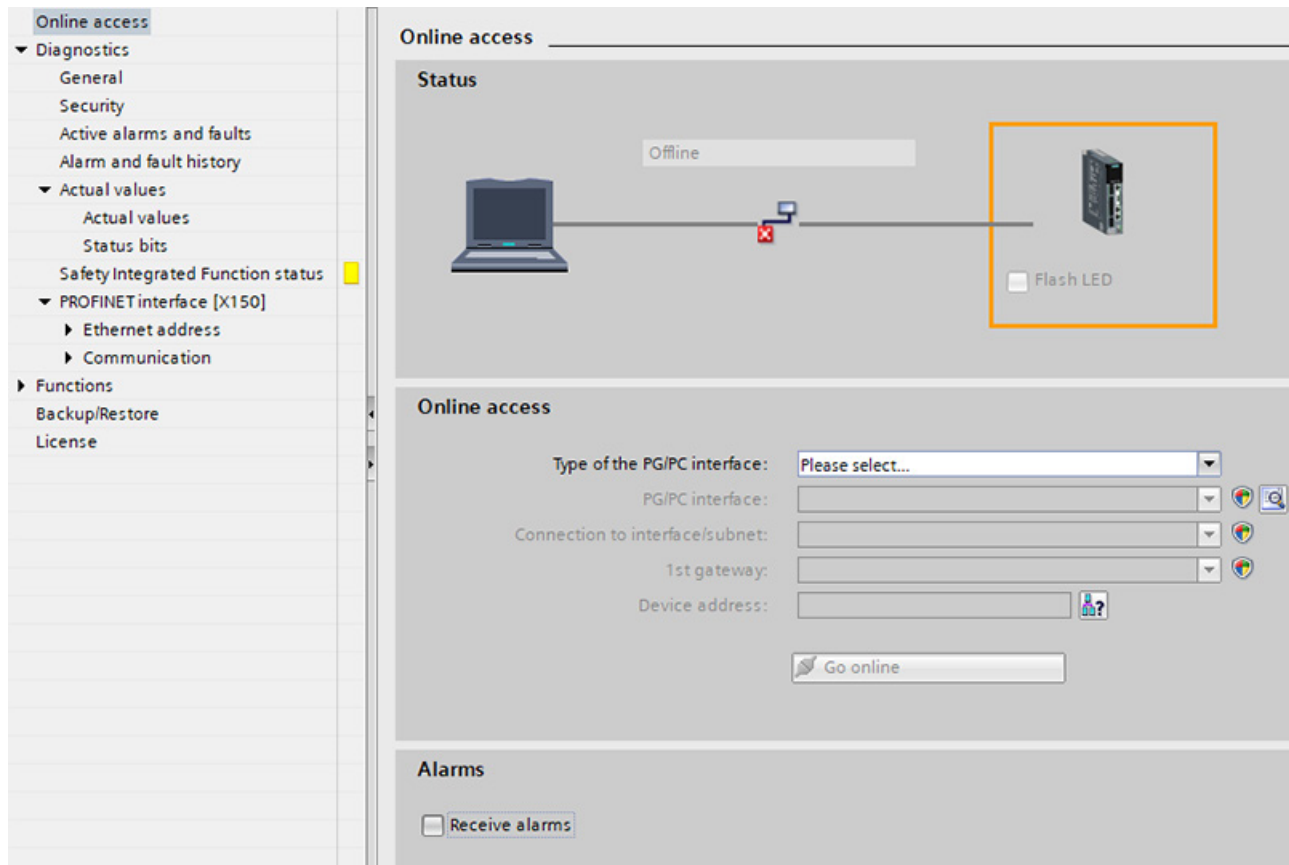 Online access
Diagnostics
General
Security
Active alarms and faults
Alarm and fault history
Actual values
Actual values
Status bits
Safety Integrated Function status
PROFINET interface [X150]
Ethernet address
Communication
Functions
Backup/Restore
License
Online access
Status
Offline
Flash LED
Online access
Type of the PG/PC interface: Please select...
PG/PC interface:
Connection to interface/subnet:
1st gateway:
Device address:
?
Go online
Alarms
Receive alarms